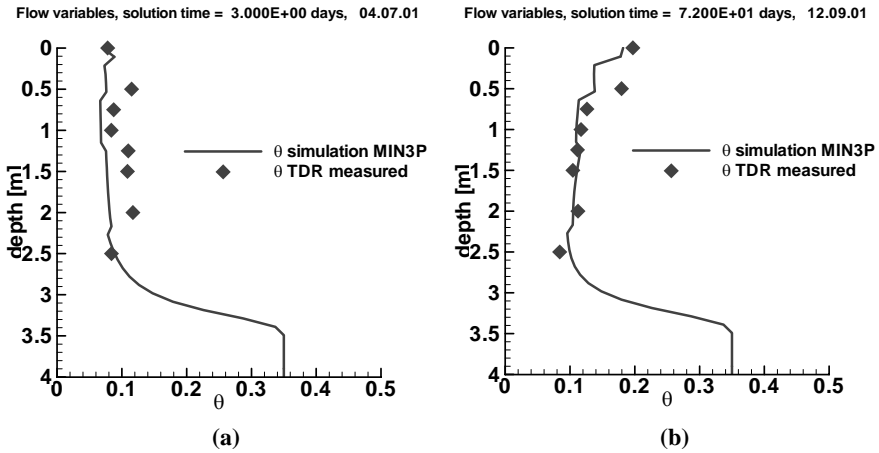 Flow variables, solution time = 3.000E+00 days, 04.07.01
0
0.5
1
1.5
2
2.5
3
3.5
4
depth [m]
θ simulation MIN3P
θ TDR measured
0 0.1 0.2 0.3 0.4 0.5
θ
(a)
Flow variables, solution time = 7.200E+01 days, 12.09.01
0
0.5
1
1.5
2
2.5
3
3.5
4
depth [m]
θ simulation MIN3P
θ TDR measured
0 0.1 0.2 0.3 0.4 0.5
θ
(b)